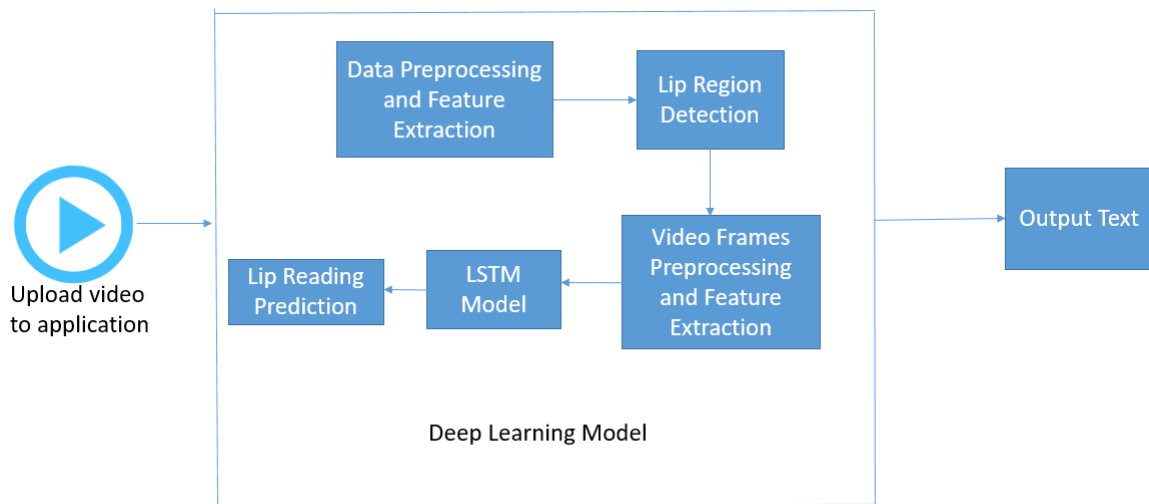 Upload video
to application
Data Preprocessing
and Feature
Extraction
Lip Region
Detection
Video Frames
Preprocessing
and Feature
Extraction
LSTM
Model
Lip Reading
Prediction
Deep Learning Model
Output Text